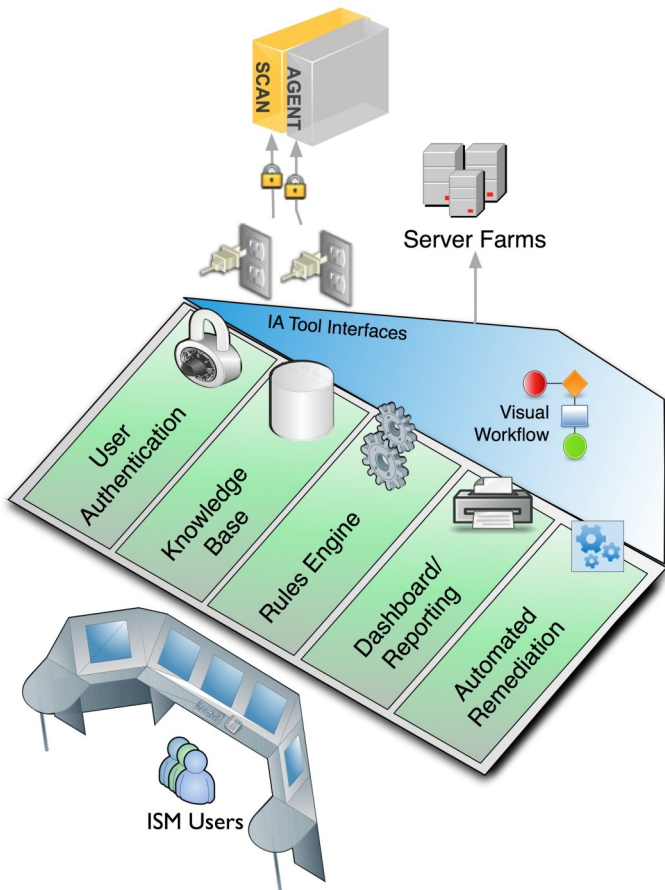 SCAN
AGENT
Server Farms
IA Tool Interfaces
Visual
Workflow
User
Authentication
Knowledge
Base
Rules Engine
Dashboard/
Reporting
Automated
Remediation
ISM Users